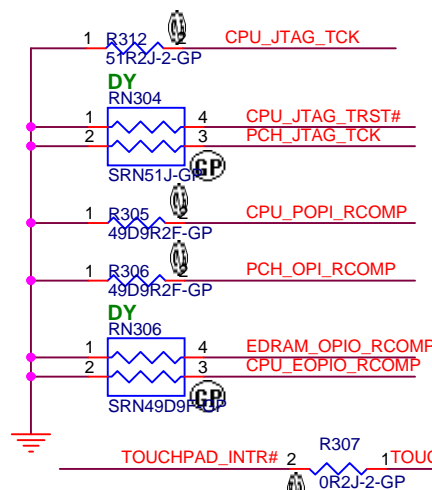 1 R312 2 CPU_JTAG_TCK
51R2J-2-GP
DY
RN304
1 4 CPU_JTAG_TRST#
2 3 PCH_JTAG_TCK
SRN51J-GP GP
1 R305 2 CPU_POPI_RCOMP
49D9R2F-GP
1 R306 2 PCH_OPI_RCOMP
49D9R2F-GP
DY
RN306
1 4 EDRAM_OPIO_RCOMP
2 3 CPU_EOPIO_RCOMP
SRN49D9F-GP GP
R307
TOUCHPAD_INTR# 2 1 TOUC
0R2J-2-GP